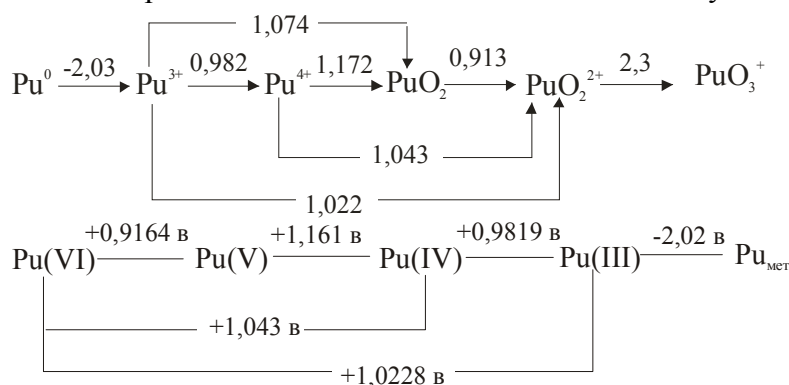 1,074
Pu⁰ -2,03 Pu³⁺ 0,982 Pu⁴⁺ 1,172 PuO₂ 0,913 PuO₂²⁺ 2,3 PuO₃⁺
1,043
1,022
Pu(VI) +0,9164 в Pu(V) +1,161 в Pu(IV) +0,9819 в Pu(III) -2,02 в Puмет
+1,043 в
+1,0228 в